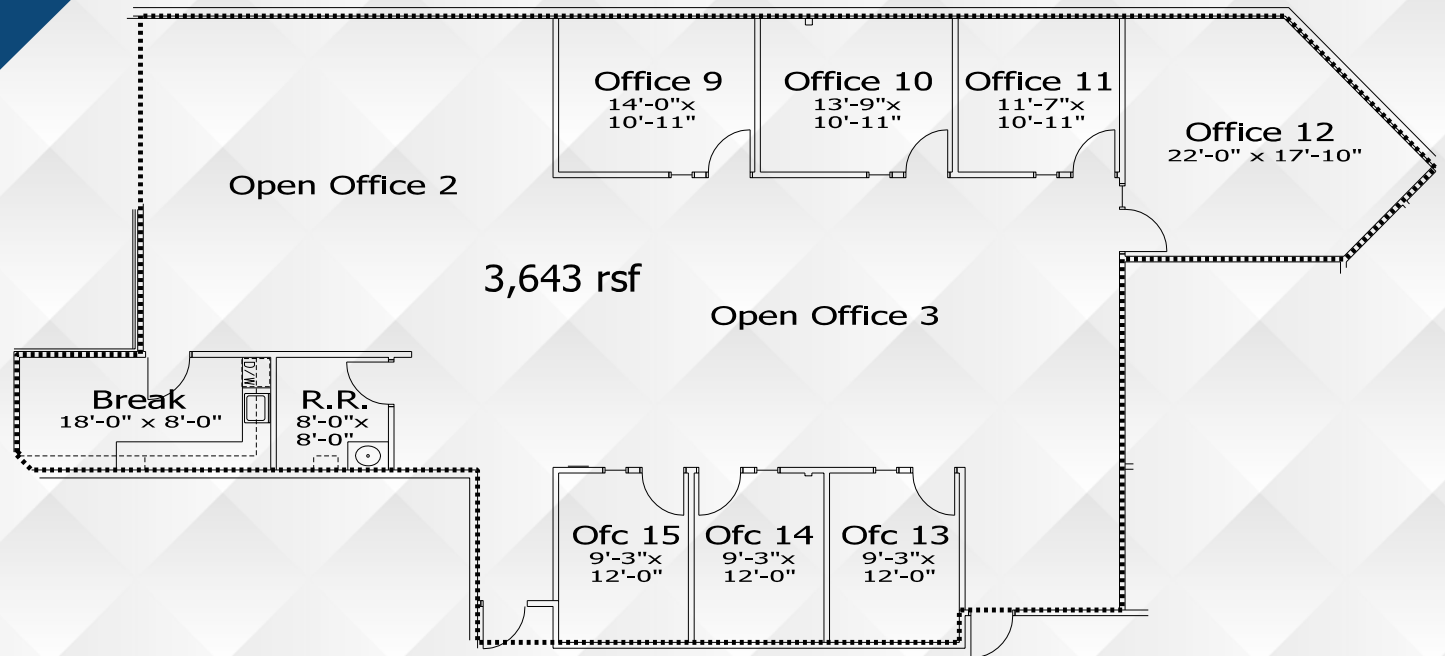 Office 9
14'-0"x
10'-11"
Office 10
13'-9"x
10'-11"
Office 11
11'-7"x
10'-11"
Office 12
22'-0" x 17'-10"
Open Office 2
3,643 rsf
Open Office 3
D/W
Break
18'-0" x 8'-0"
R.R.
8'-0"x
8'-0"
Ofc 15
9'-3"x
12'-0"
Ofc 14
9'-3"x
12'-0"
Ofc 13
9'-3"x
12'-0"